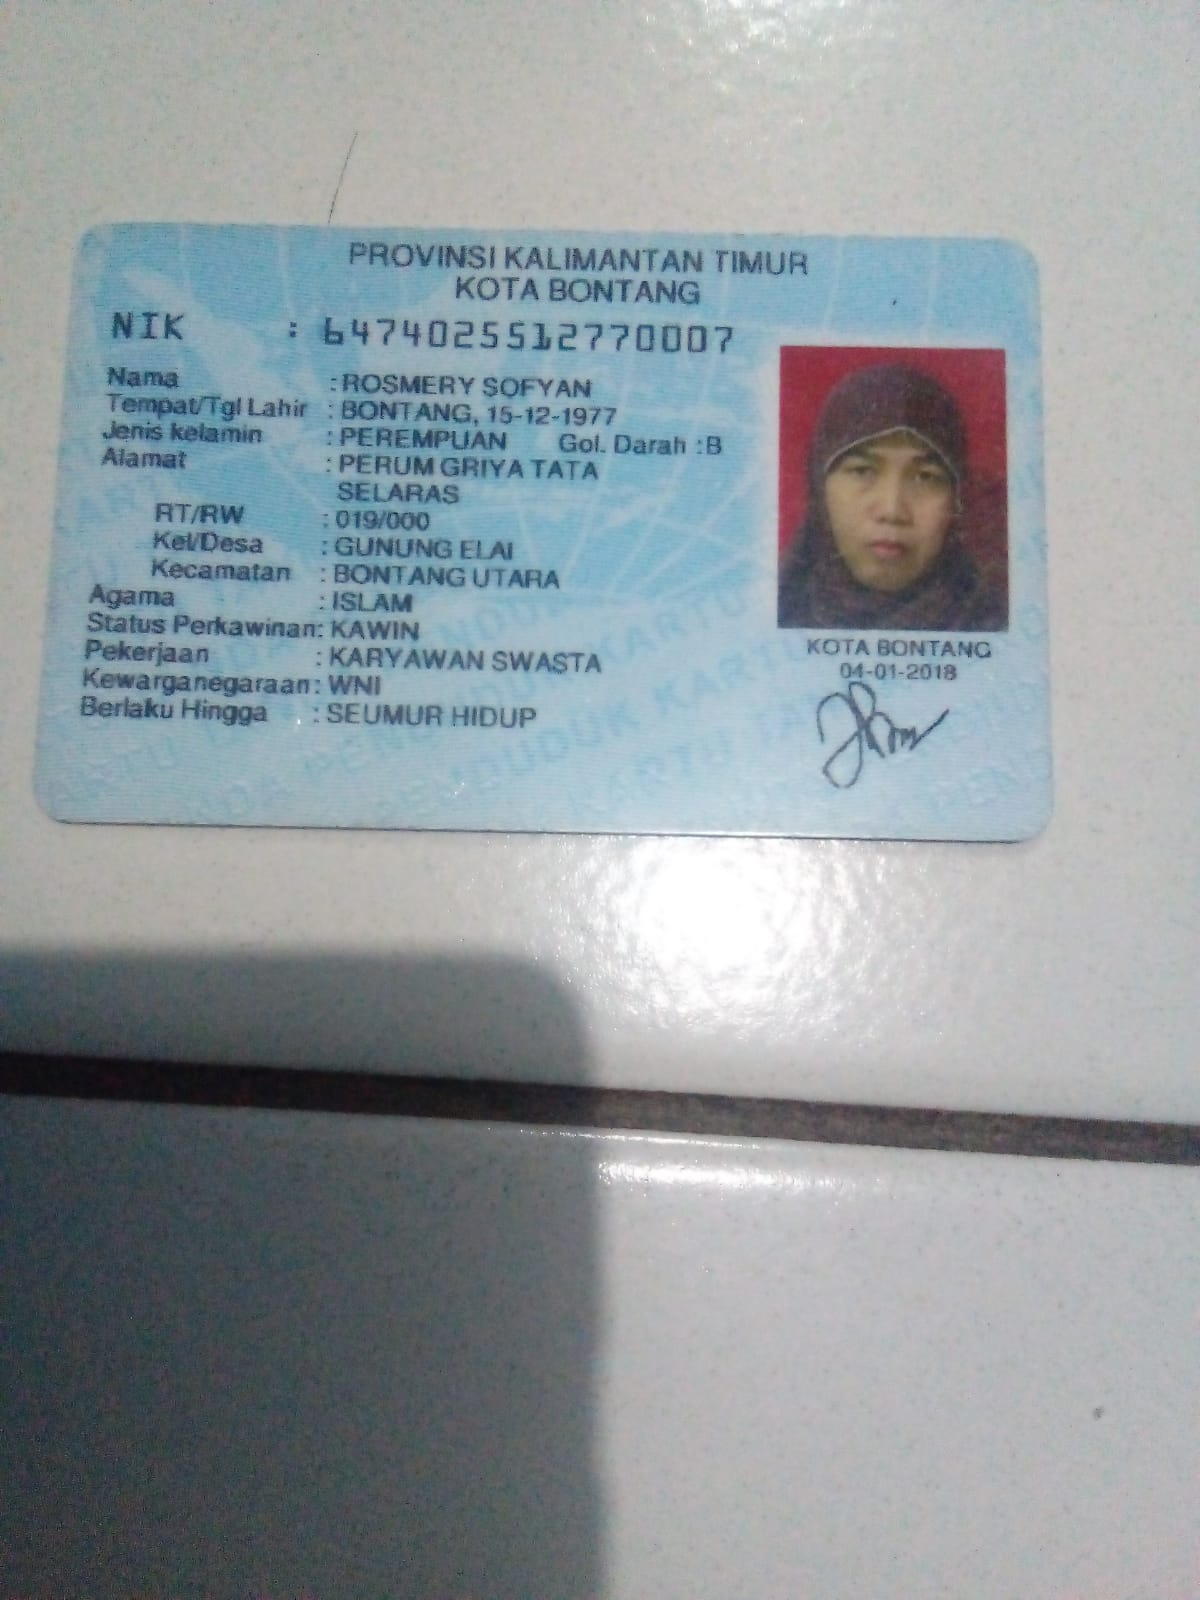 PROVINSI KALIMANTAN TIMUR
KOTA BONTANG
NIK : 6474025512770007
Nama : ROSMERY SOFYAN
Tempat/Tgl Lahir : BONTANG, 15-12-1977
Jenis kelamin : PEREMPUAN Gol. Darah :B
Alamat : PERUM GRIYA TATA
SELARAS
RT/RW : 019/000
Kel/Desa : GUNUNG ELAI
Kecamatan : BONTANG UTARA
Agama : ISLAM
Status Perkawinan: KAWIN
Pekerjaan : KARYAWAN SWASTA
Kewarganegaraan: WNI
Berlaku Hingga : SEUMUR HIDUP
KOTA BONTANG
04-01-2018